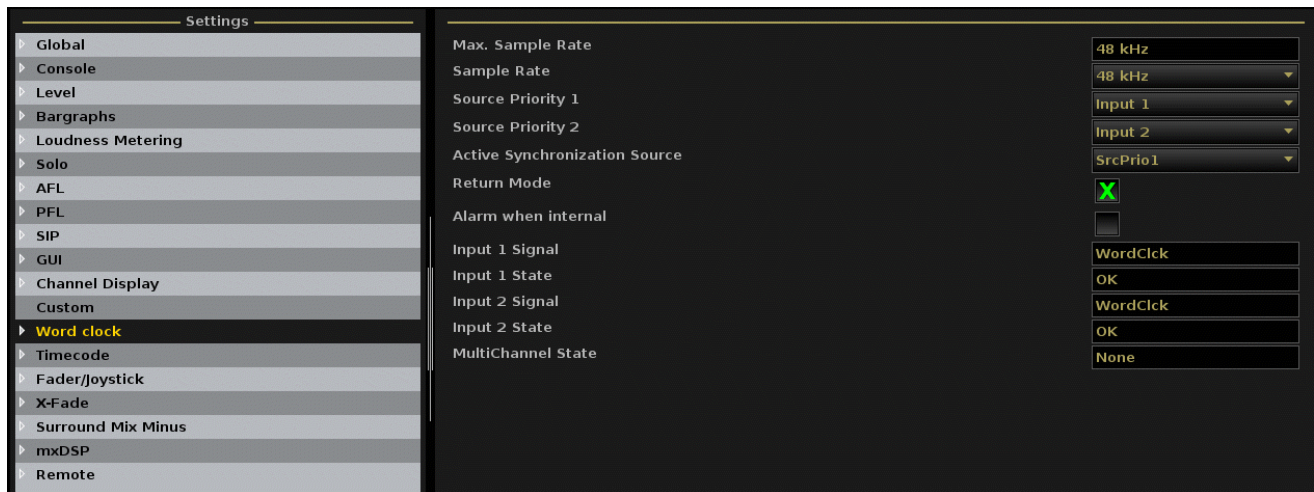 Settings
Global
Console
Level
Bargraphs
Loudness Metering
Solo
AFL
PFL
SIP
GUI
Channel Display
Custom
Word clock
Timecode
Fader/Joystick
X-Fade
Surround Mix Minus
mxDSP
Remote
Max. Sample Rate 48 kHz
Sample Rate 48 kHz
Source Priority 1 Input 1
Source Priority 2 Input 2
Active Synchronization Source SrcPrio1
Return Mode X
Alarm when internal
Input 1 Signal WordClck
Input 1 State OK
Input 2 Signal WordClck
Input 2 State OK
MultiChannel State None